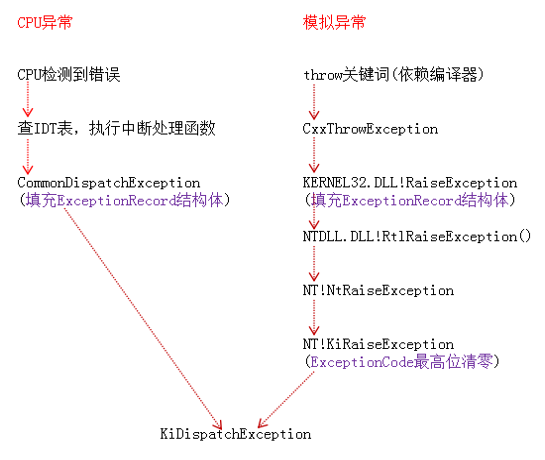 CPU异常
CPU检测到错误
查IDT表，执行中断处理函数
CommonDispatchException
(填充ExceptionRecord结构体)
模拟异常
throw关键词(依赖编译器)
CxxThrowException
KERNEL32.DLL!RaiseException
(填充ExceptionRecord结构体)
NTDLL.DLL!RtlRaiseException()
NT!NtRaiseException
NT!KiRaiseException
(ExceptionCode最高位清零)
KiDispatchException